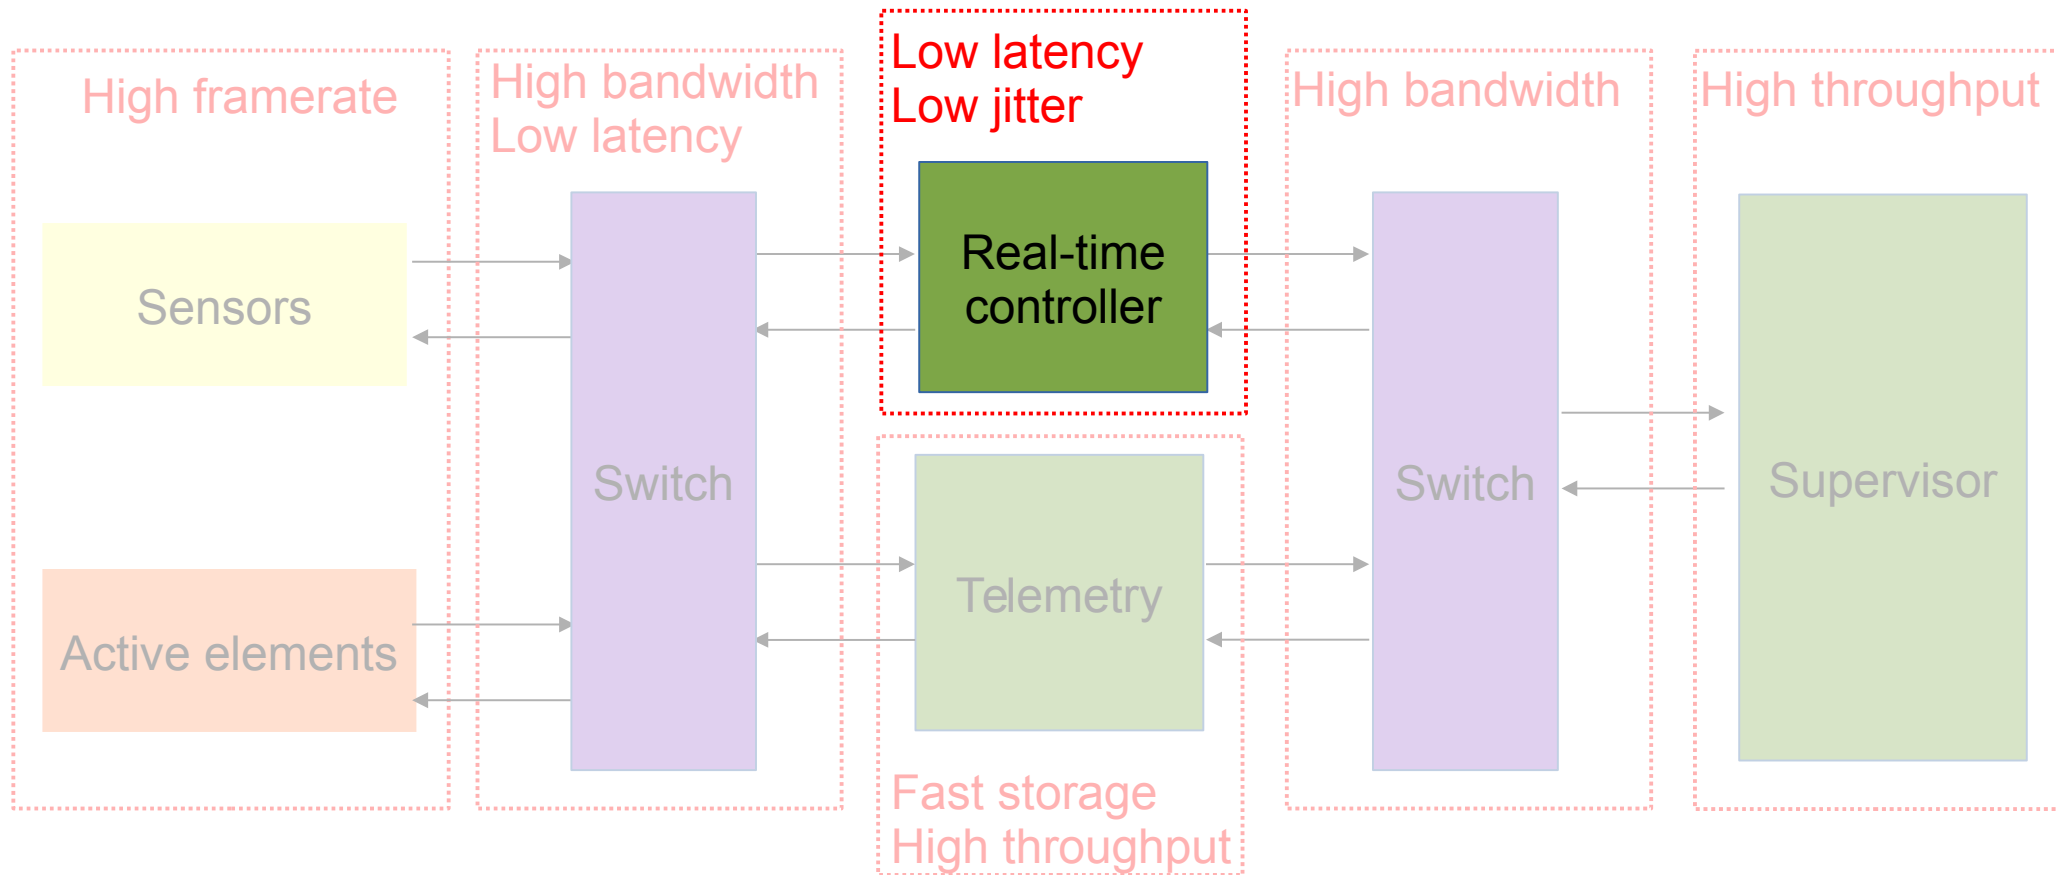 High framerate
Sensors
Active elements
High bandwidth
Low latency
Switch
Low latency
Low jitter
Real-time
controller
Telemetry
Fast storage
High throughput
High bandwidth
Switch
High throughput
Supervisor